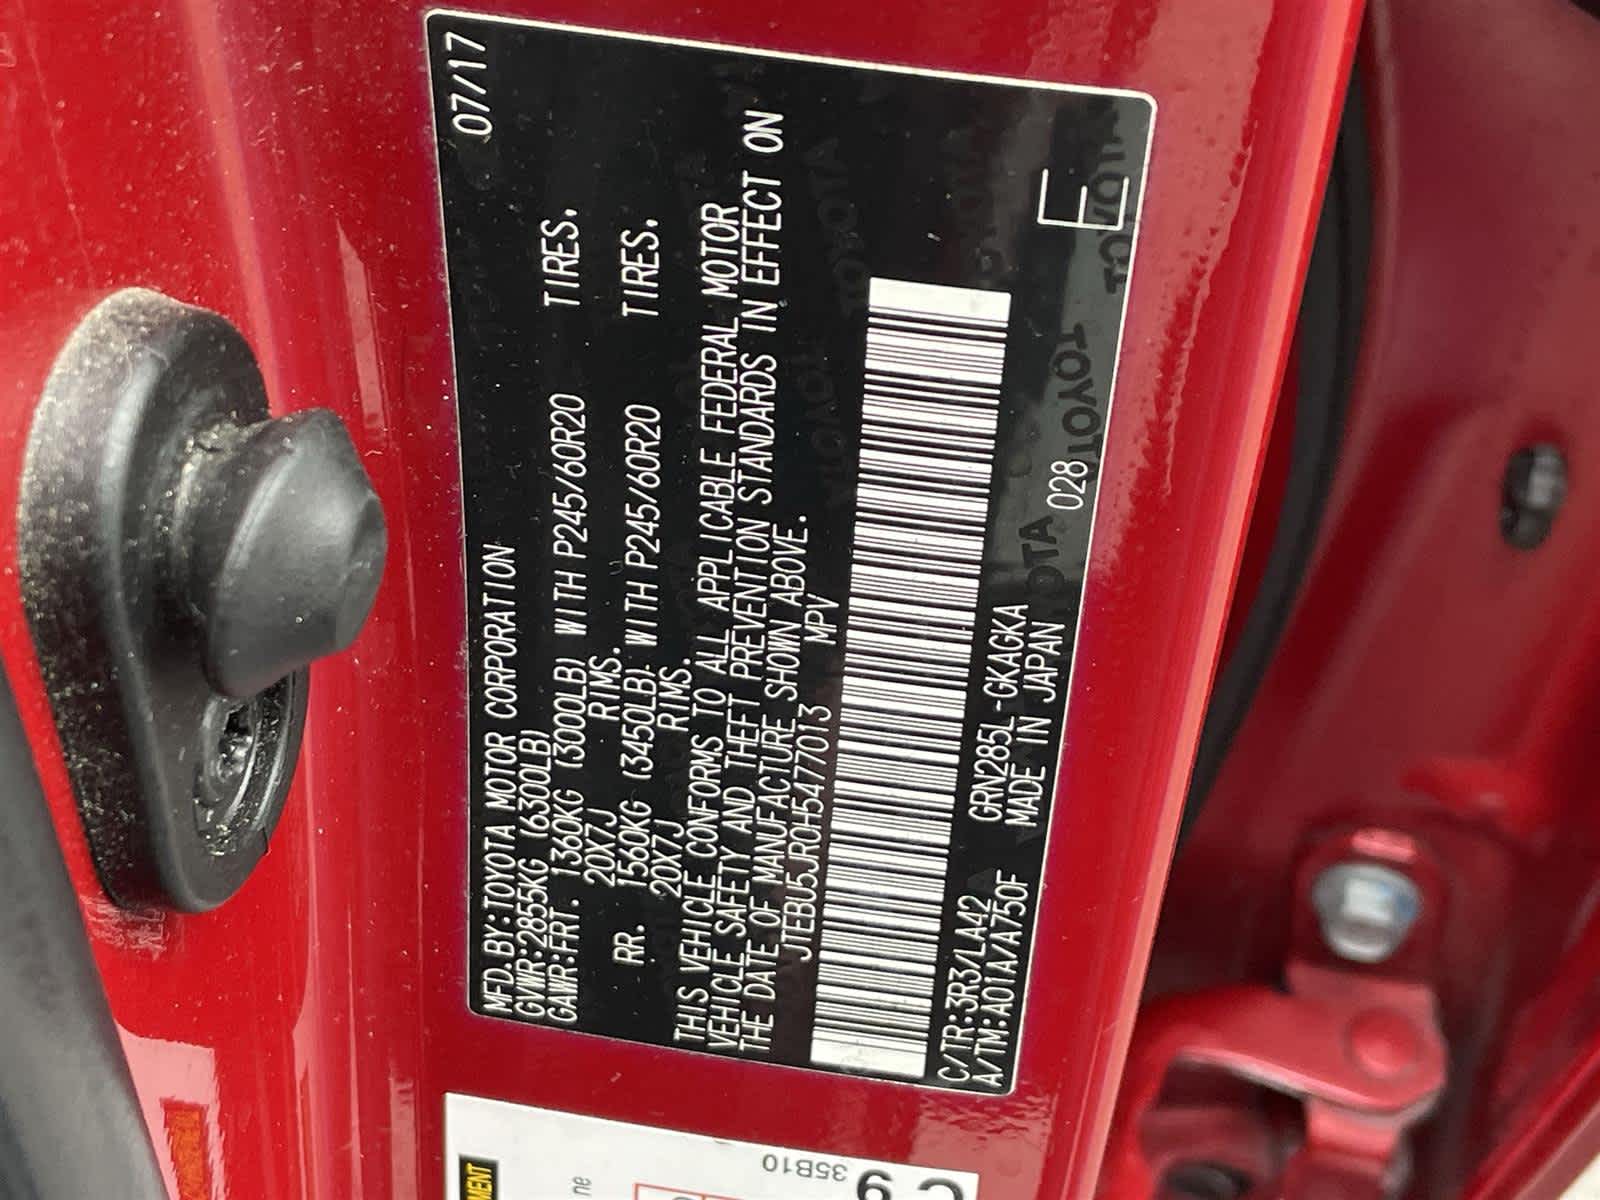 07/17
MFD.BY:TOYOTA MOTOR CORPORATION
GVWR:2855KG (6300LB)
GAWR:FRT. 1360KG (3000LB) WITH P245/60R20 TIRES.
20X7J RIMS.
RR. 1560KG (3450LB) WITH P245/60R20 TIRES.
20X7J RIMS.
THIS VEHICLE CONFORMS TO ALL APPLICABLE FEDERAL MOTOR
VEHICLE SAFETY AND THEFT PREVENTION STANDARDS IN EFFECT ON
THE DATE OF MANUFACTURE SHOWN ABOVE.
JTEBU5JR0H5477013 MPV
C/TR:3R3/LA42 GRN285L-GKAGKA
A/TM:A01A/A750F MADE IN JAPAN 028
E
TOYOTA
TOYOTA
TOYOTA
TOYOTA
35B10